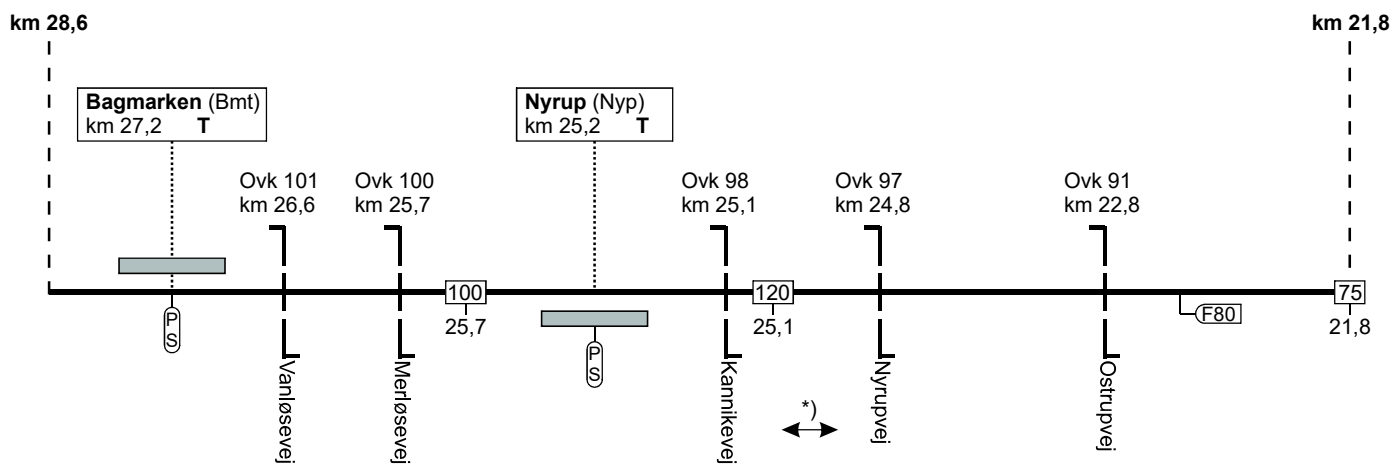 km 28,6
km 21,8
Bagmarken (Bmt)
km 27,2 T
Nyrup (Nyp)
km 25,2 T
Ovk 101
km 26,6
Ovk 100
km 25,7
Ovk 98
km 25,1
Ovk 97
km 24,8
Ovk 91
km 22,8
100
25,7
120
25,1
75
21,8
F80
P
S
P
S
Vanløsevej
Merløsevej
Kannikevej
*)
Nyrupvej
Ostrupvej